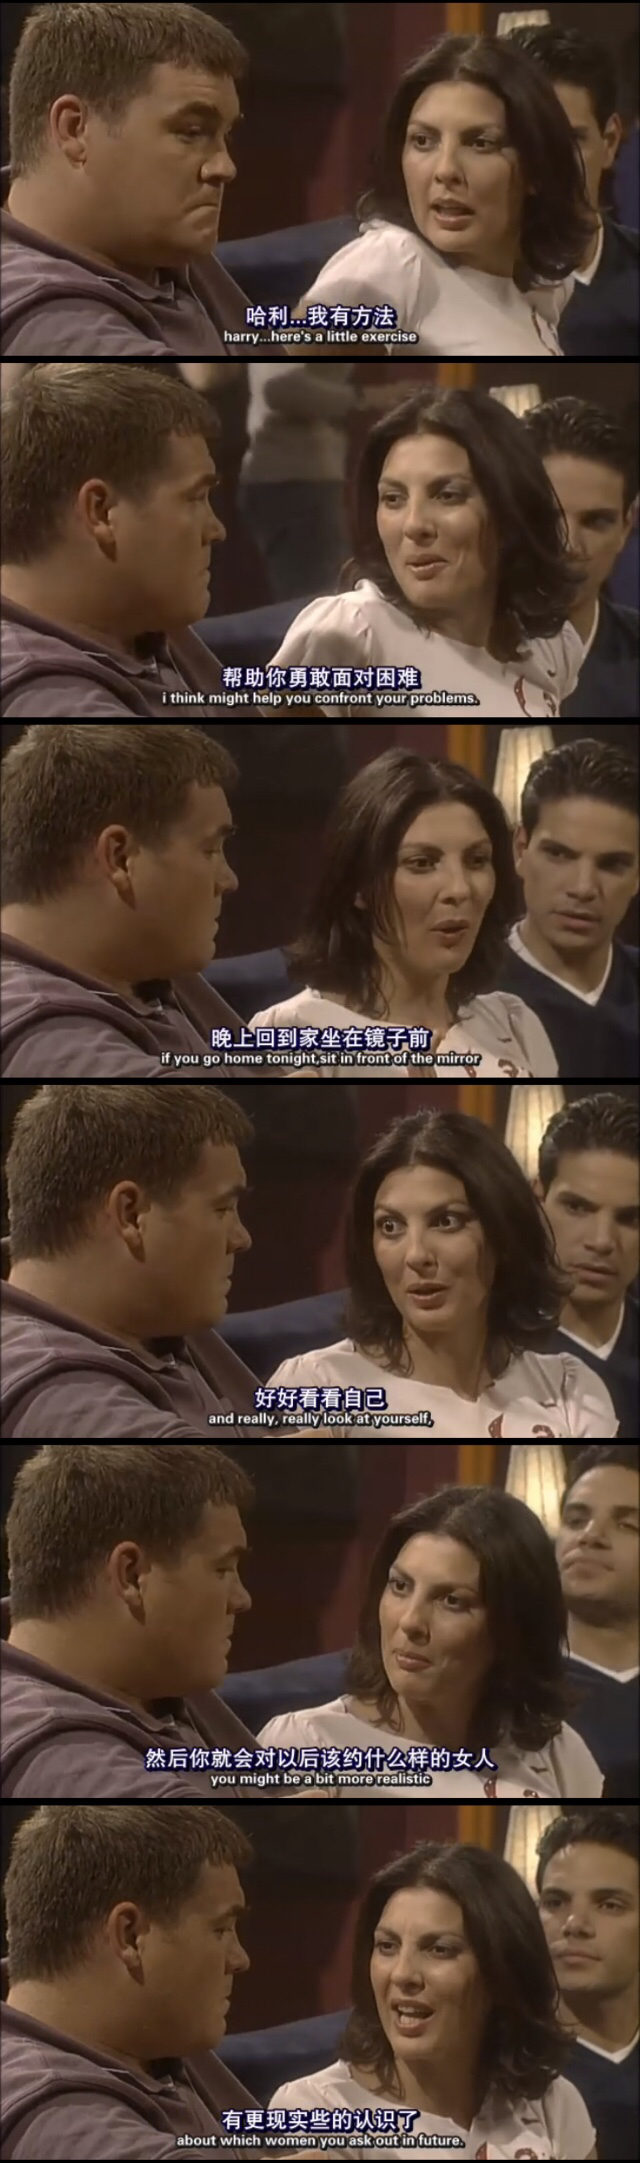 哈利...我有方法
harry...here's a little exercise
帮助你勇敢面对困难
i think might help you confront your problems.
晚上回到家坐在镜子前
if you go home tonight,sit in front of the mirror
好好看看自己
and really, really look at yourself,
然后你就会对以后该约什么样的女人
you might be a bit more realistic
有更现实些的认识了
about which women you ask out in future.